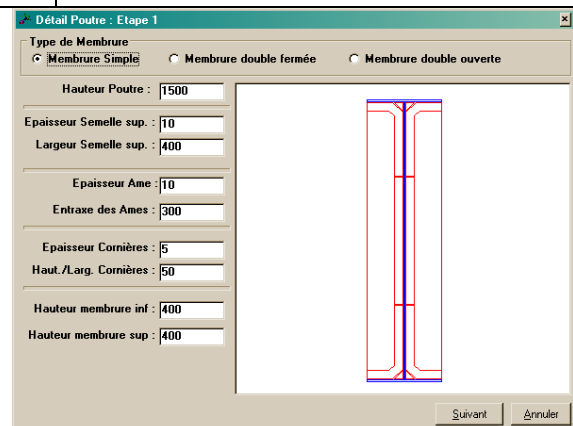 Détail Poutre : Etape 1
Type de Membrure
Membrure Simple Membrure double fermée Membrure double ouverte
Hauteur Poutre : 1500
Epaisseur Semelle sup. : 10
Largeur Semelle sup. : 400
Epaisseur Ame : 10
Entraxe des Ames : 300
Epaisseur Cornières : 5
Haut./Larg. Cornières : 50
Hauteur membrure inf : 400
Hauteur membrure sup : 400
Suivant Annuler